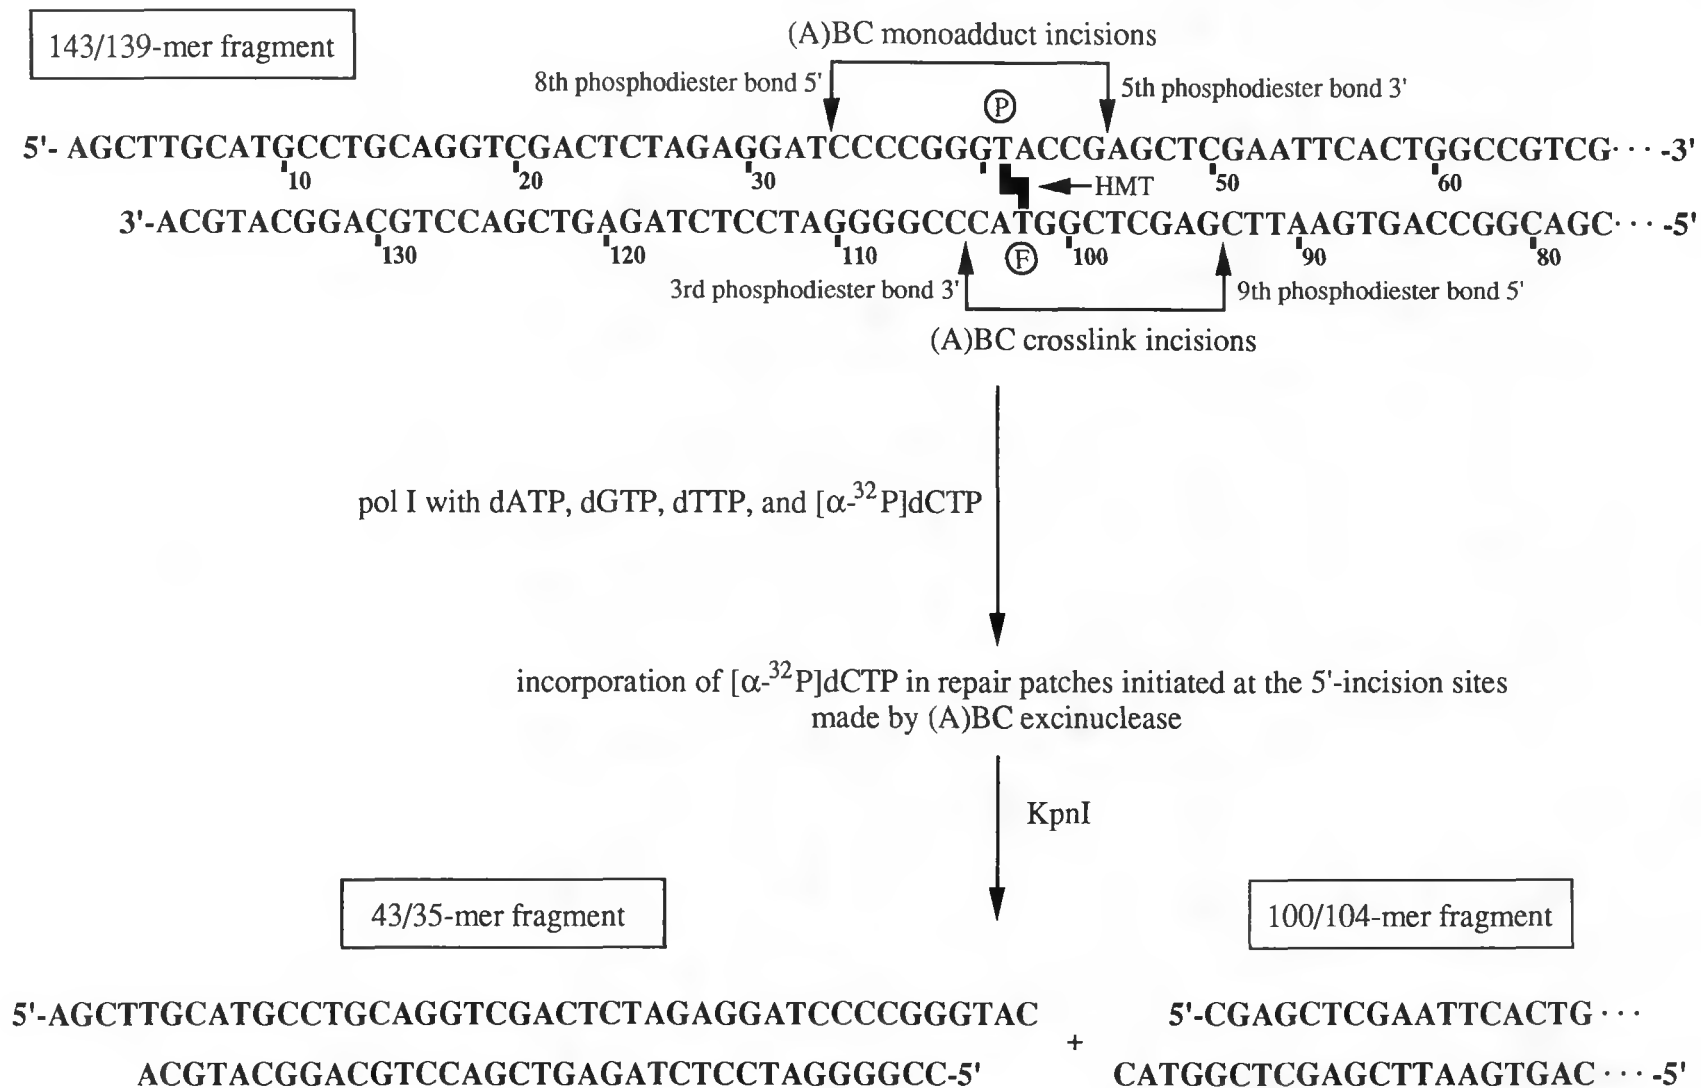 143/139-mer fragment
(A)BC monoadduct incisions
8th phosphodiester bond 5'
5th phosphodiester bond 3'
P
5'- AGCTTGCATGCCTGCAGGTCGACTCTAGAGGATCCCCGGGTACCGAGCTCGAATTCACTGGCCGTCG··· -3'
10 20 30 HMT 50 60
3'-ACGTACGGACGTCCAGCTGAGATCTCCTAGGGGCCCATGGCTCGAGCTTAAGTGACCGGCAGC··· -5'
130 120 110 F 100 90 80
3rd phosphodiester bond 3'
9th phosphodiester bond 5'
(A)BC crosslink incisions
pol I with dATP, dGTP, dTTP, and [α-³²P]dCTP
incorporation of [α-³²P]dCTP in repair patches initiated at the 5'-incision sites
made by (A)BC excinuclease
KpnI
43/35-mer fragment
100/104-mer fragment
5'-AGCTTGCATGCCTGCAGGTCGACTCTAGAGGATCCCCGGGTAC
ACGTACGGACGTCCAGCTGAGATCTCCTAGGGGCC-5'
+
5'-CGAGCTCGAATTCACTG···
CATGGCTCGAGCTTAAGTGAC··· -5'